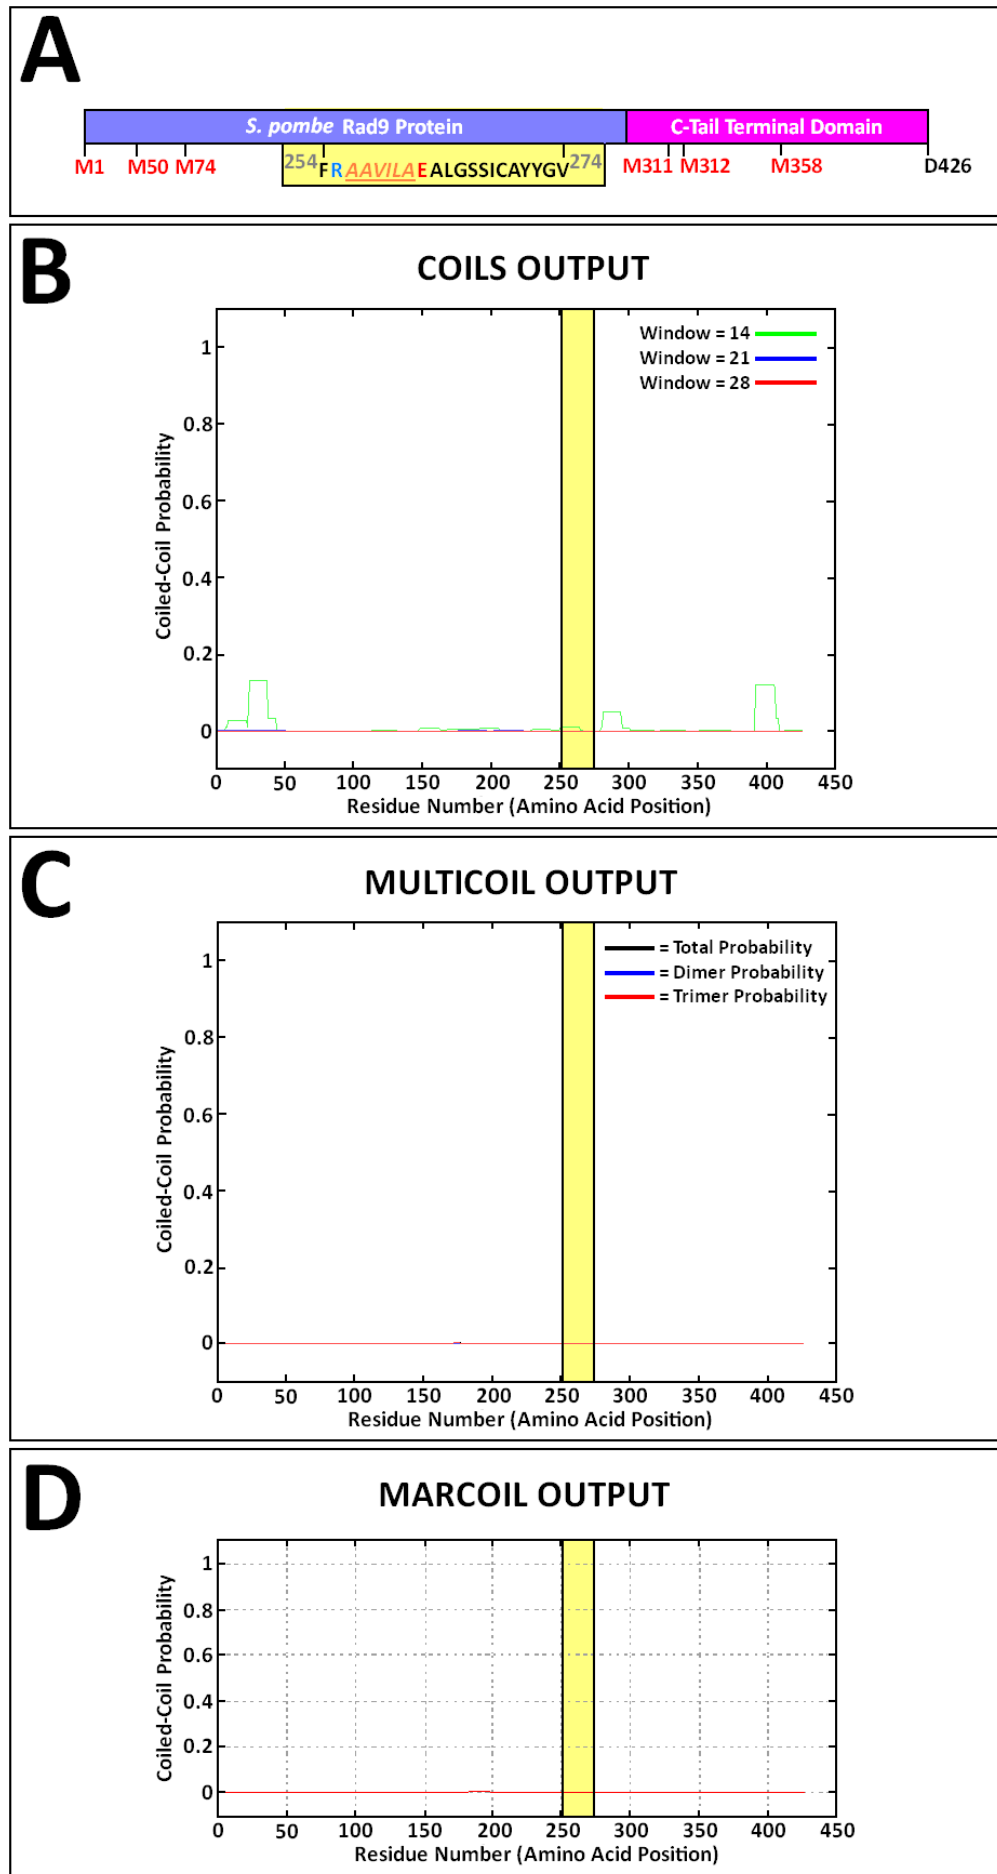 A
S. pombe Rad9 Protein
C-Tail Terminal Domain
M1 M50 M74 254 FRAAVILAEALGSSICAYYGV 274 M311 M312 M358 D426
B
COILS OUTPUT
Window = 14
Window = 21
Window = 28
1
0.8
0.6
0.4
0.2
0
Coiled-Coil Probability
0 50 100 150 200 250 300 350 400 450
Residue Number (Amino Acid Position)
C
MULTICOIL OUTPUT
= Total Probability
= Dimer Probability
= Trimer Probability
1
0.8
0.6
0.4
0.2
0
Coiled-Coil Probability
0 50 100 150 200 250 300 350 400 450
Residue Number (Amino Acid Position)
D
MARCOIL OUTPUT
1
0.8
0.6
0.4
0.2
0
Coiled-Coil Probability
0 50 100 150 200 250 300 350 400 450
Residue Number (Amino Acid Position)